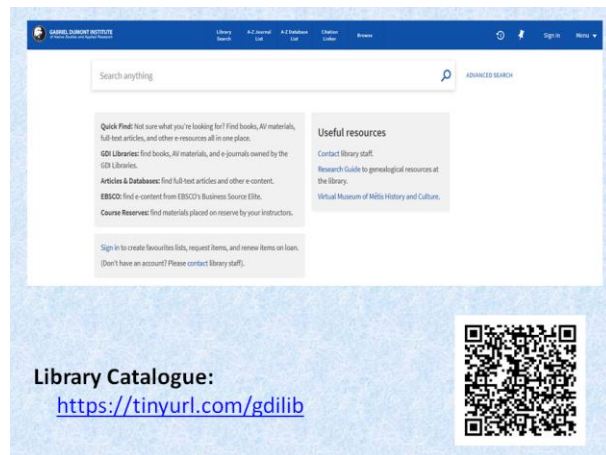 GABRIEL DUMONT INSTITUTE
of Native Studies and Applied Research
Library Search
A-Z Journal List
A-Z Database List
Citation Linker
Browse
Sign in
Menu
Search anything
ADVANCED SEARCH
Quick Find: Not sure what you're looking for? Find books, AV materials,
full-text articles, and other e-resources all in one place.
GDI Libraries: find books, AV materials, and e-journals owned by the
GDI Libraries.
Articles & Databases: find full-text articles and other e-content.
EBSCO: find e-content from EBSCO's Business Source Elite.
Course Reserves: find materials placed on reserve by your instructors.
Useful resources
Contact library staff.
Research Guide to genealogical resources at
the library.
Virtual Museum of Métis History and Culture.
Sign in to create favourites lists, request items, and renew items on loan.
(Don't have an account? Please contact library staff).
Library Catalogue:
https://tinyurl.com/gdilib